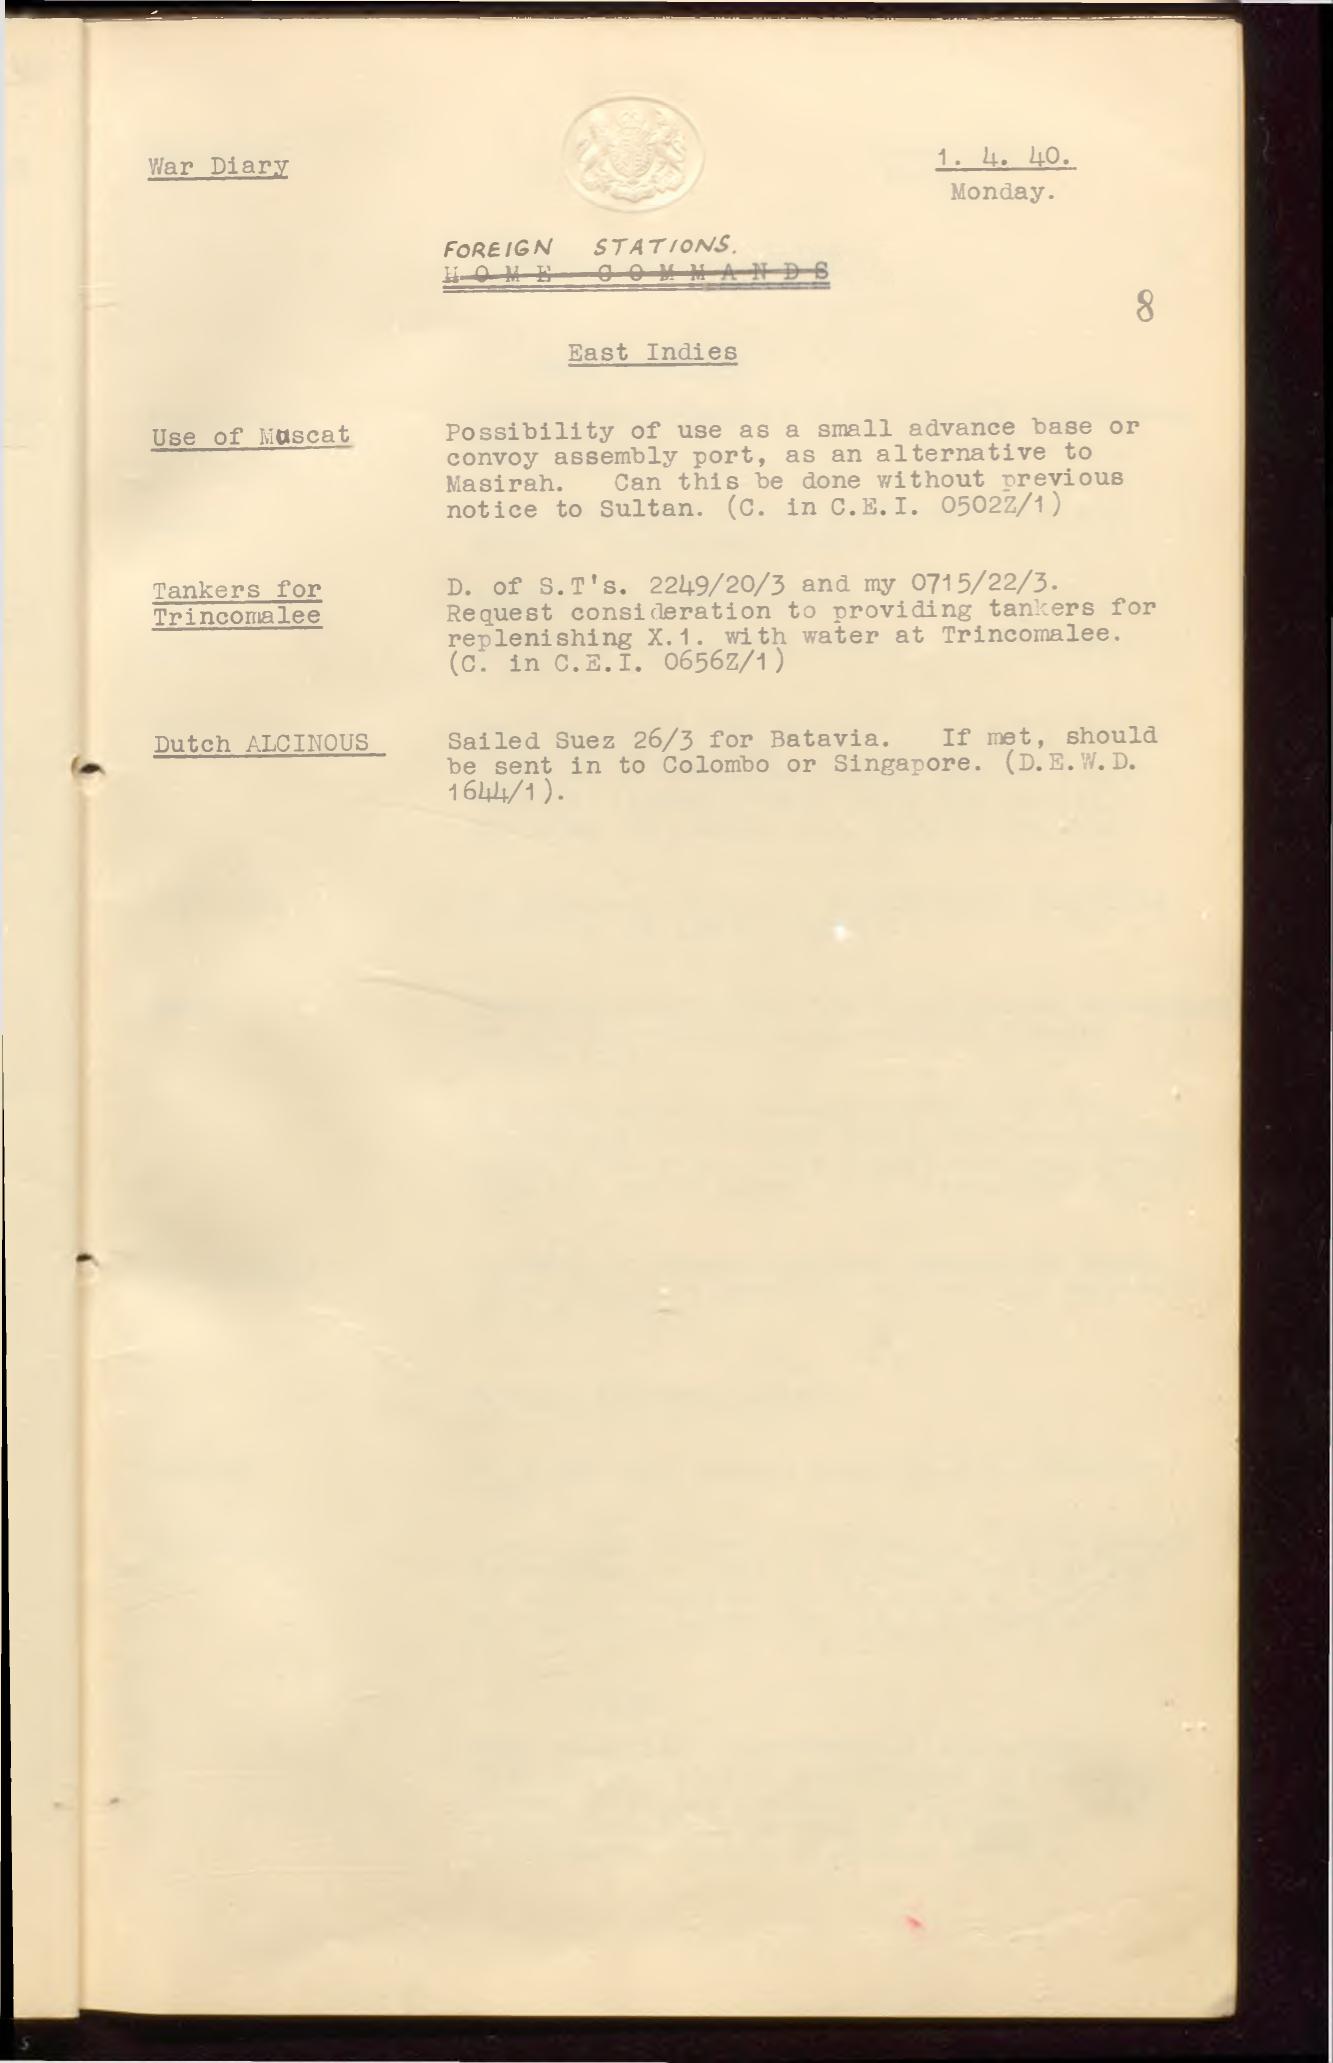 War Diary
1. 4. 40.
Monday.
FOREIGN STATIONS.
HOME COMMANDS
8
East Indies
Use of Muscat
Possibility of use as a small advance base or
convoy assembly port, as an alternative to
Masirah. Can this be done without previous
notice to Sultan. (C. in C.E.I. 0502Z/1)
Tankers for
Trincomalee
D. of S.T's. 2249/20/3 and my 0715/22/3.
Request consideration to providing tankers for
replenishing X.1. with water at Trincomalee.
(C. in C.E.I. 0656Z/1)
Dutch ALCINOUS
Sailed Suez 26/3 for Batavia. If met, should
be sent in to Colombo or Singapore. (D.E.W.D.
1644/1).